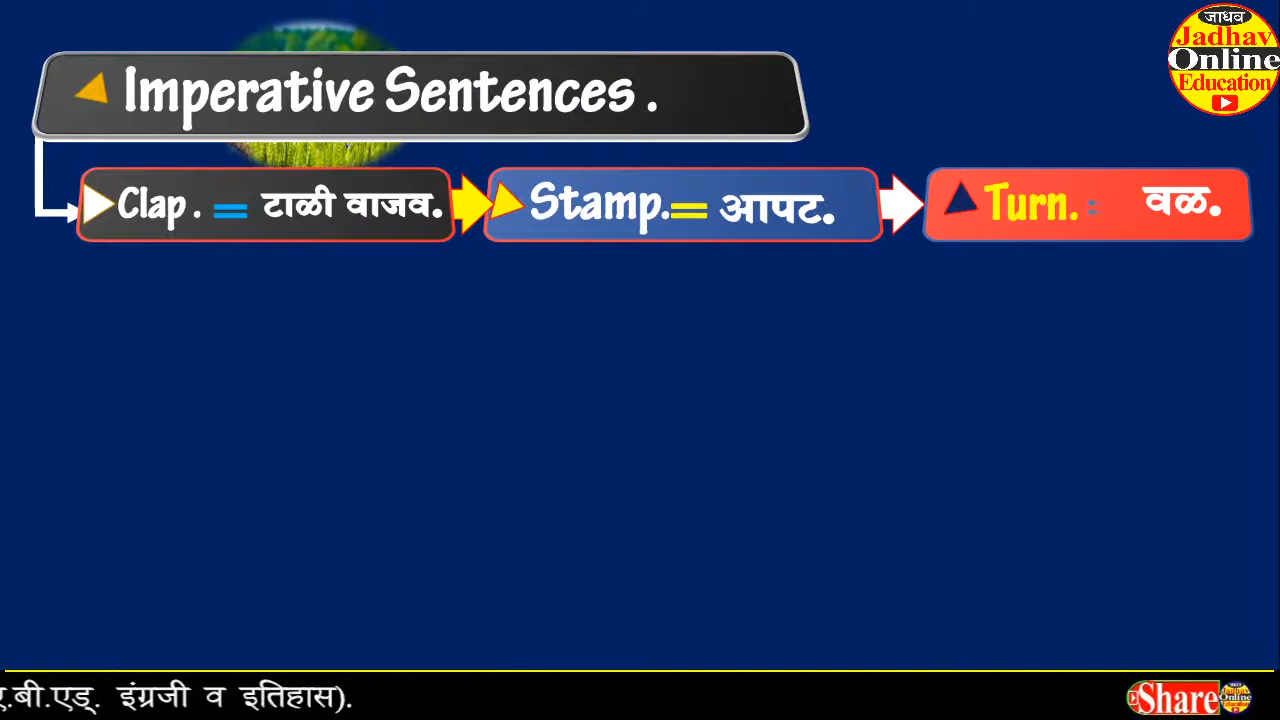 जाधव
Jadhav
Online
Education
Imperative Sentences .
Clap . = टाळी वाजव. Stamp. = आपट. Turn. : वळ.
.बी.एड्. इंग्रजी व इतिहास).
Share